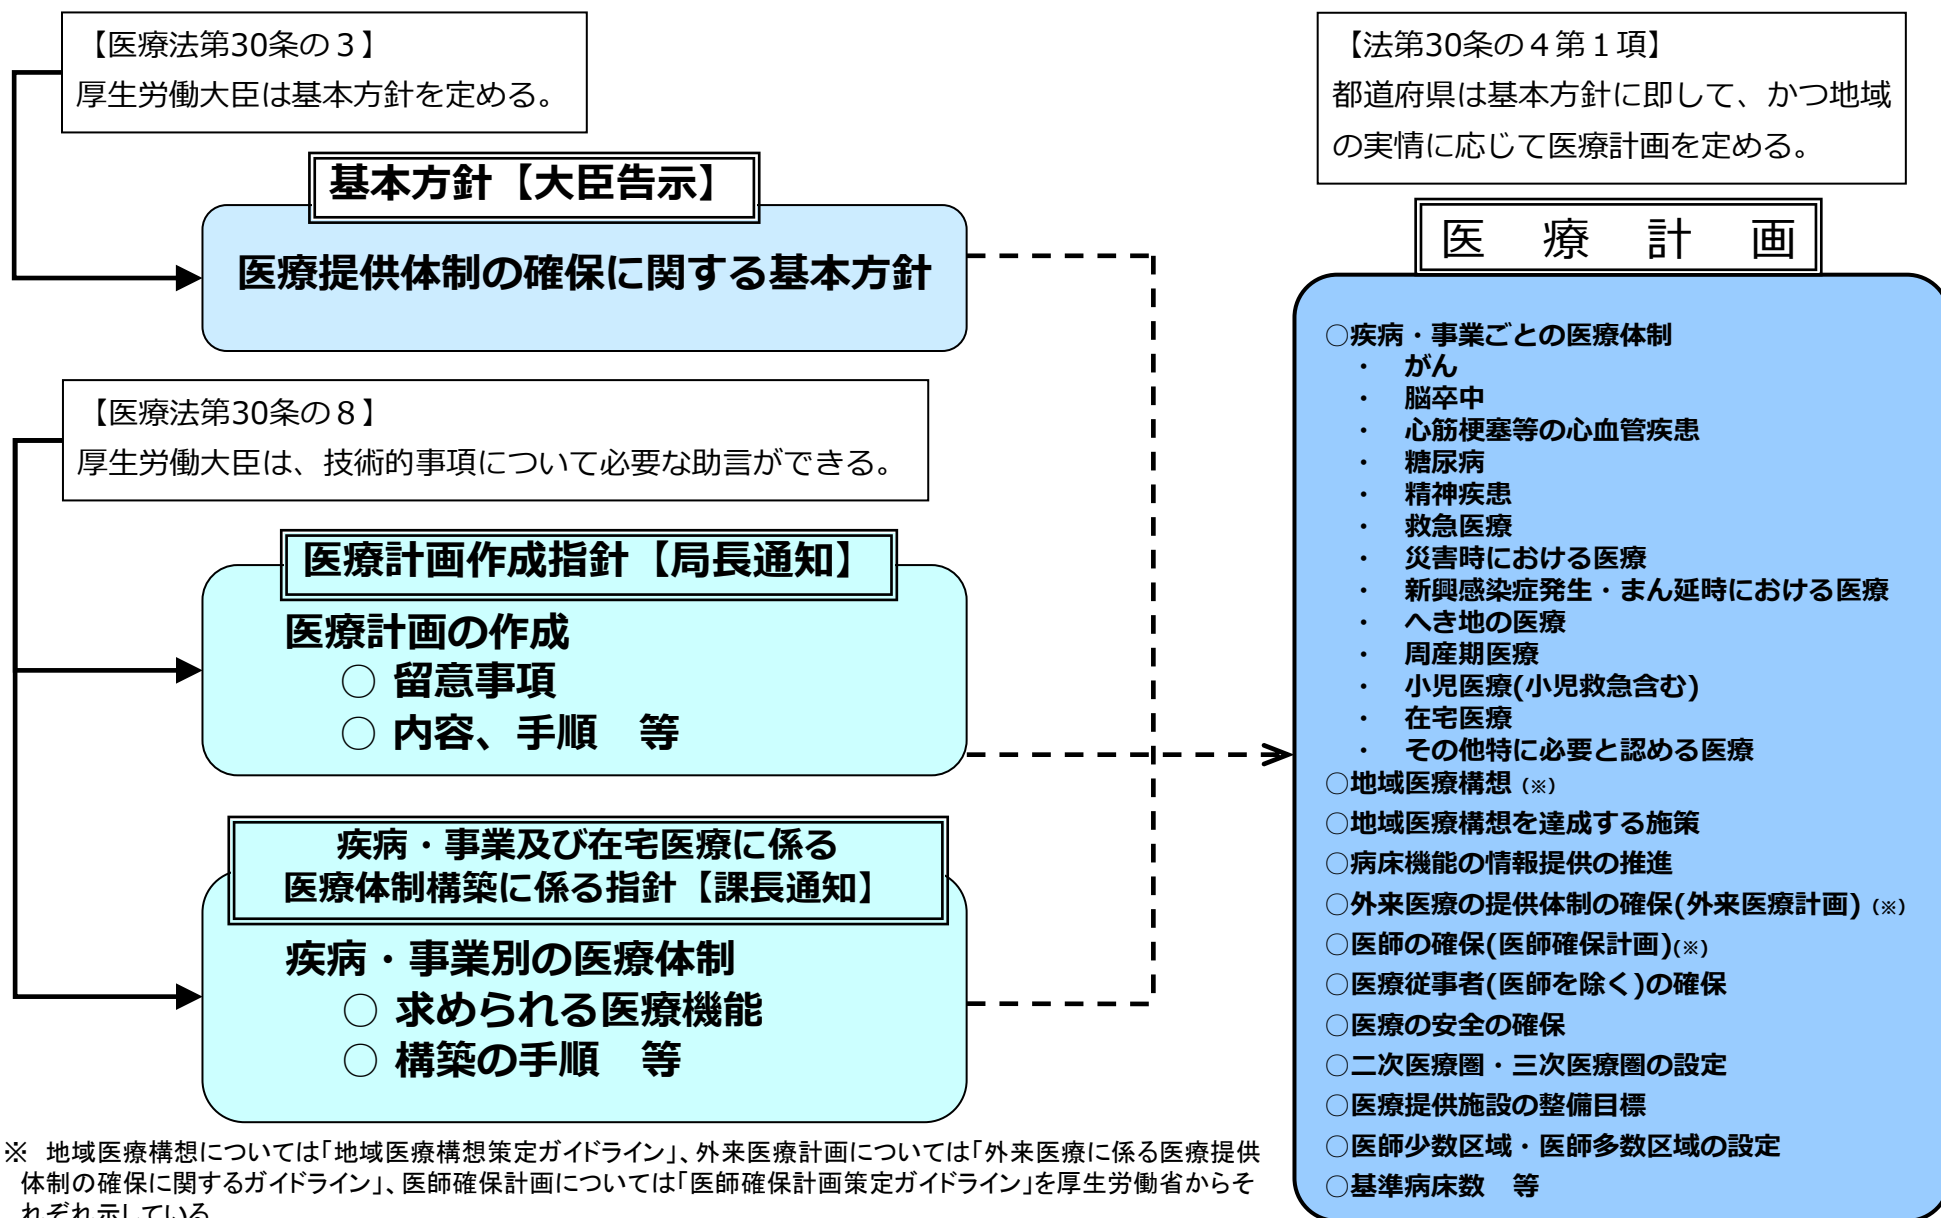 【医療法第30条の３】
厚生労働大臣は基本方針を定める。
基本方針【大臣告示】
医療提供体制の確保に関する基本方針
【医療法第30条の８】
厚生労働大臣は、技術的事項について必要な助言ができる。
医療計画作成指針【局長通知】
医療計画の作成
○ 留意事項
○ 内容、手順　等
疾病・事業及び在宅医療に係る
医療体制構築に係る指針【課長通知】
疾病・事業別の医療体制
○ 求められる医療機能
○ 構築の手順　等
※ 地域医療構想については「地域医療構想策定ガイドライン」、外来医療計画については「外来医療に係る医療提供
体制の確保に関するガイドライン」、医師確保計画については「医師確保計画策定ガイドライン」を厚生労働省からそ
れぞれ示している
【法第30条の４第１項】
都道府県は基本方針に即して、かつ地域
の実情に応じて医療計画を定める。
医　療　計　画
○疾病・事業ごとの医療体制
・ がん
・ 脳卒中
・ 心筋梗塞等の心血管疾患
・ 糖尿病
・ 精神疾患
・ 救急医療
・ 災害時における医療
・ 新興感染症発生・まん延時における医療
・ へき地の医療
・ 周産期医療
・ 小児医療(小児救急含む)
・ 在宅医療
・ その他特に必要と認める医療
○地域医療構想（※）
○地域医療構想を達成する施策
○病床機能の情報提供の推進
○外来医療の提供体制の確保(外来医療計画)（※）
○医師の確保(医師確保計画)(※)
○医療従事者(医師を除く)の確保
○医療の安全の確保
○二次医療圏・三次医療圏の設定
○医療提供施設の整備目標
○医師少数区域・医師多数区域の設定
○基準病床数　等